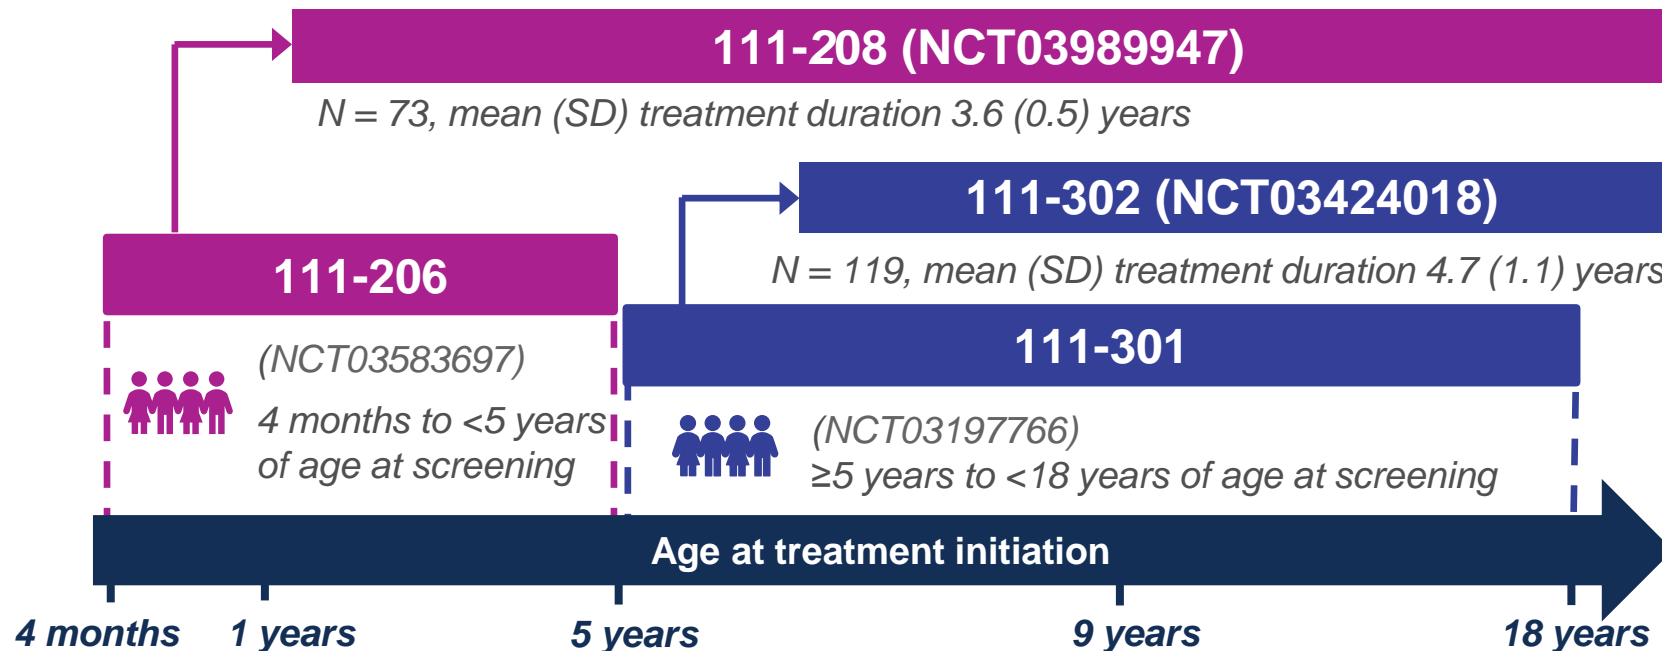 111-208 (NCT03989947)
N = 73, mean (SD) treatment duration 3.6 (0.5) years
111-302 (NCT03424018)
N = 119, mean (SD) treatment duration 4.7 (1.1) years
111-206
(NCT03583697)
4 months to <5 years
of age at screening
111-301
(NCT03197766)
≥5 years to <18 years of age at screening
Age at treatment initiation
4 months
1 years
5 years
9 years
18 years